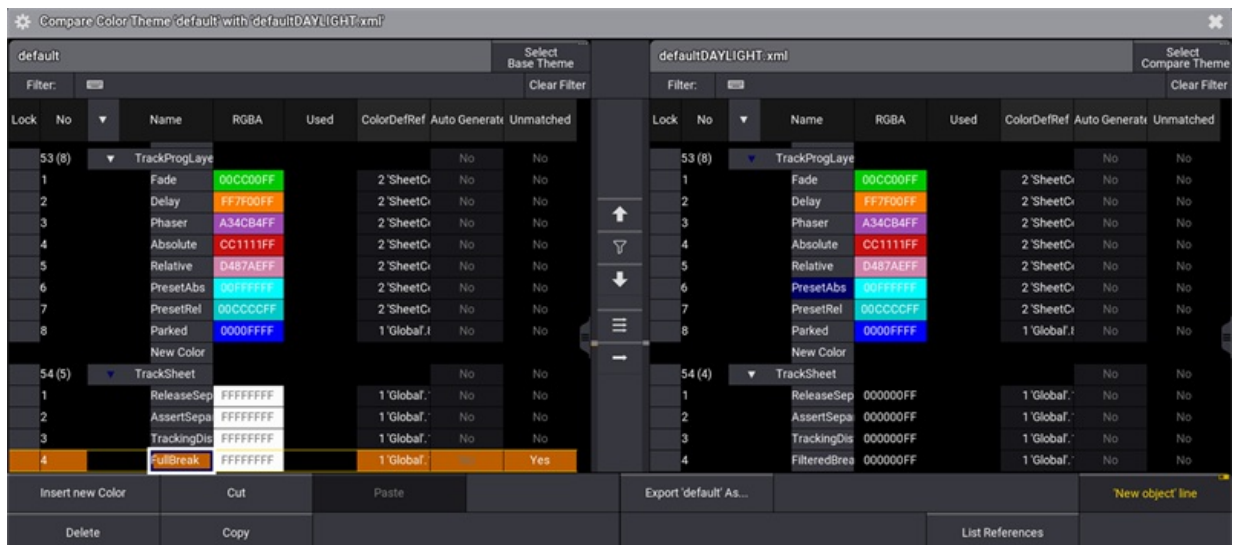 Compare Color Theme 'default' with 'defaultDAYLIGHT.xml'
default Select Base Theme defaultDAYLIGHT.xml Select Compare Theme
Filter: Clear Filter Filter: Clear Filter
Lock No Name RGBA Used ColorDefRef Auto Generate Unmatched Lock No Name RGBA Used ColorDefRef Auto Generate Unmatched
53 (8) TrackProgLaye No No 53 (8) TrackProgLaye No No
1 Fade 00CC00FF 2 'SheetC No No 1 Fade 00CC00FF 2 'SheetC No No
2 Delay FF7F00FF 2 'SheetC No No 2 Delay FF7F00FF 2 'SheetC No No
3 Phaser A34CB4FF 2 'SheetC No No 3 Phaser A34CB4FF 2 'SheetC No No
4 Absolute CC1111FF 2 'SheetC No No 4 Absolute CC1111FF 2 'SheetC No No
5 Relative D487AEFF 2 'SheetC No No 5 Relative D487AEFF 2 'SheetC No No
6 PresetAbs 00FFFFFF 2 'SheetC No No 6 PresetAbs 00FFFFFF 2 'SheetC No No
7 PresetRel 00CCCCFF 2 'SheetC No No 7 PresetRel 00CCCCFF 2 'SheetC No No
8 Parked 0000FFFF 1 'Global'. No No 8 Parked 0000FFFF 1 'Global'. No No
New Color New Color
54 (5) TrackSheet No No 54 (4) TrackSheet No No
1 ReleaseSep FFFFFFFF 1 'Global'. No No 1 ReleaseSep 000000FF 1 'Global'. No No
2 AssertSepa FFFFFFFF 1 'Global'. No No 2 AssertSepa 000000FF 1 'Global'. No No
3 TrackingDis FFFFFFFF 1 'Global'. No No 3 TrackingDis 000000FF 1 'Global'. No No
4 FullBreak FFFFFFFF 1 'Global'. Yes 4 FilteredBrea 000000FF 1 'Global'. No No
Insert new Color Cut Paste Export 'default' As... 'New object' line
Delete Copy List References